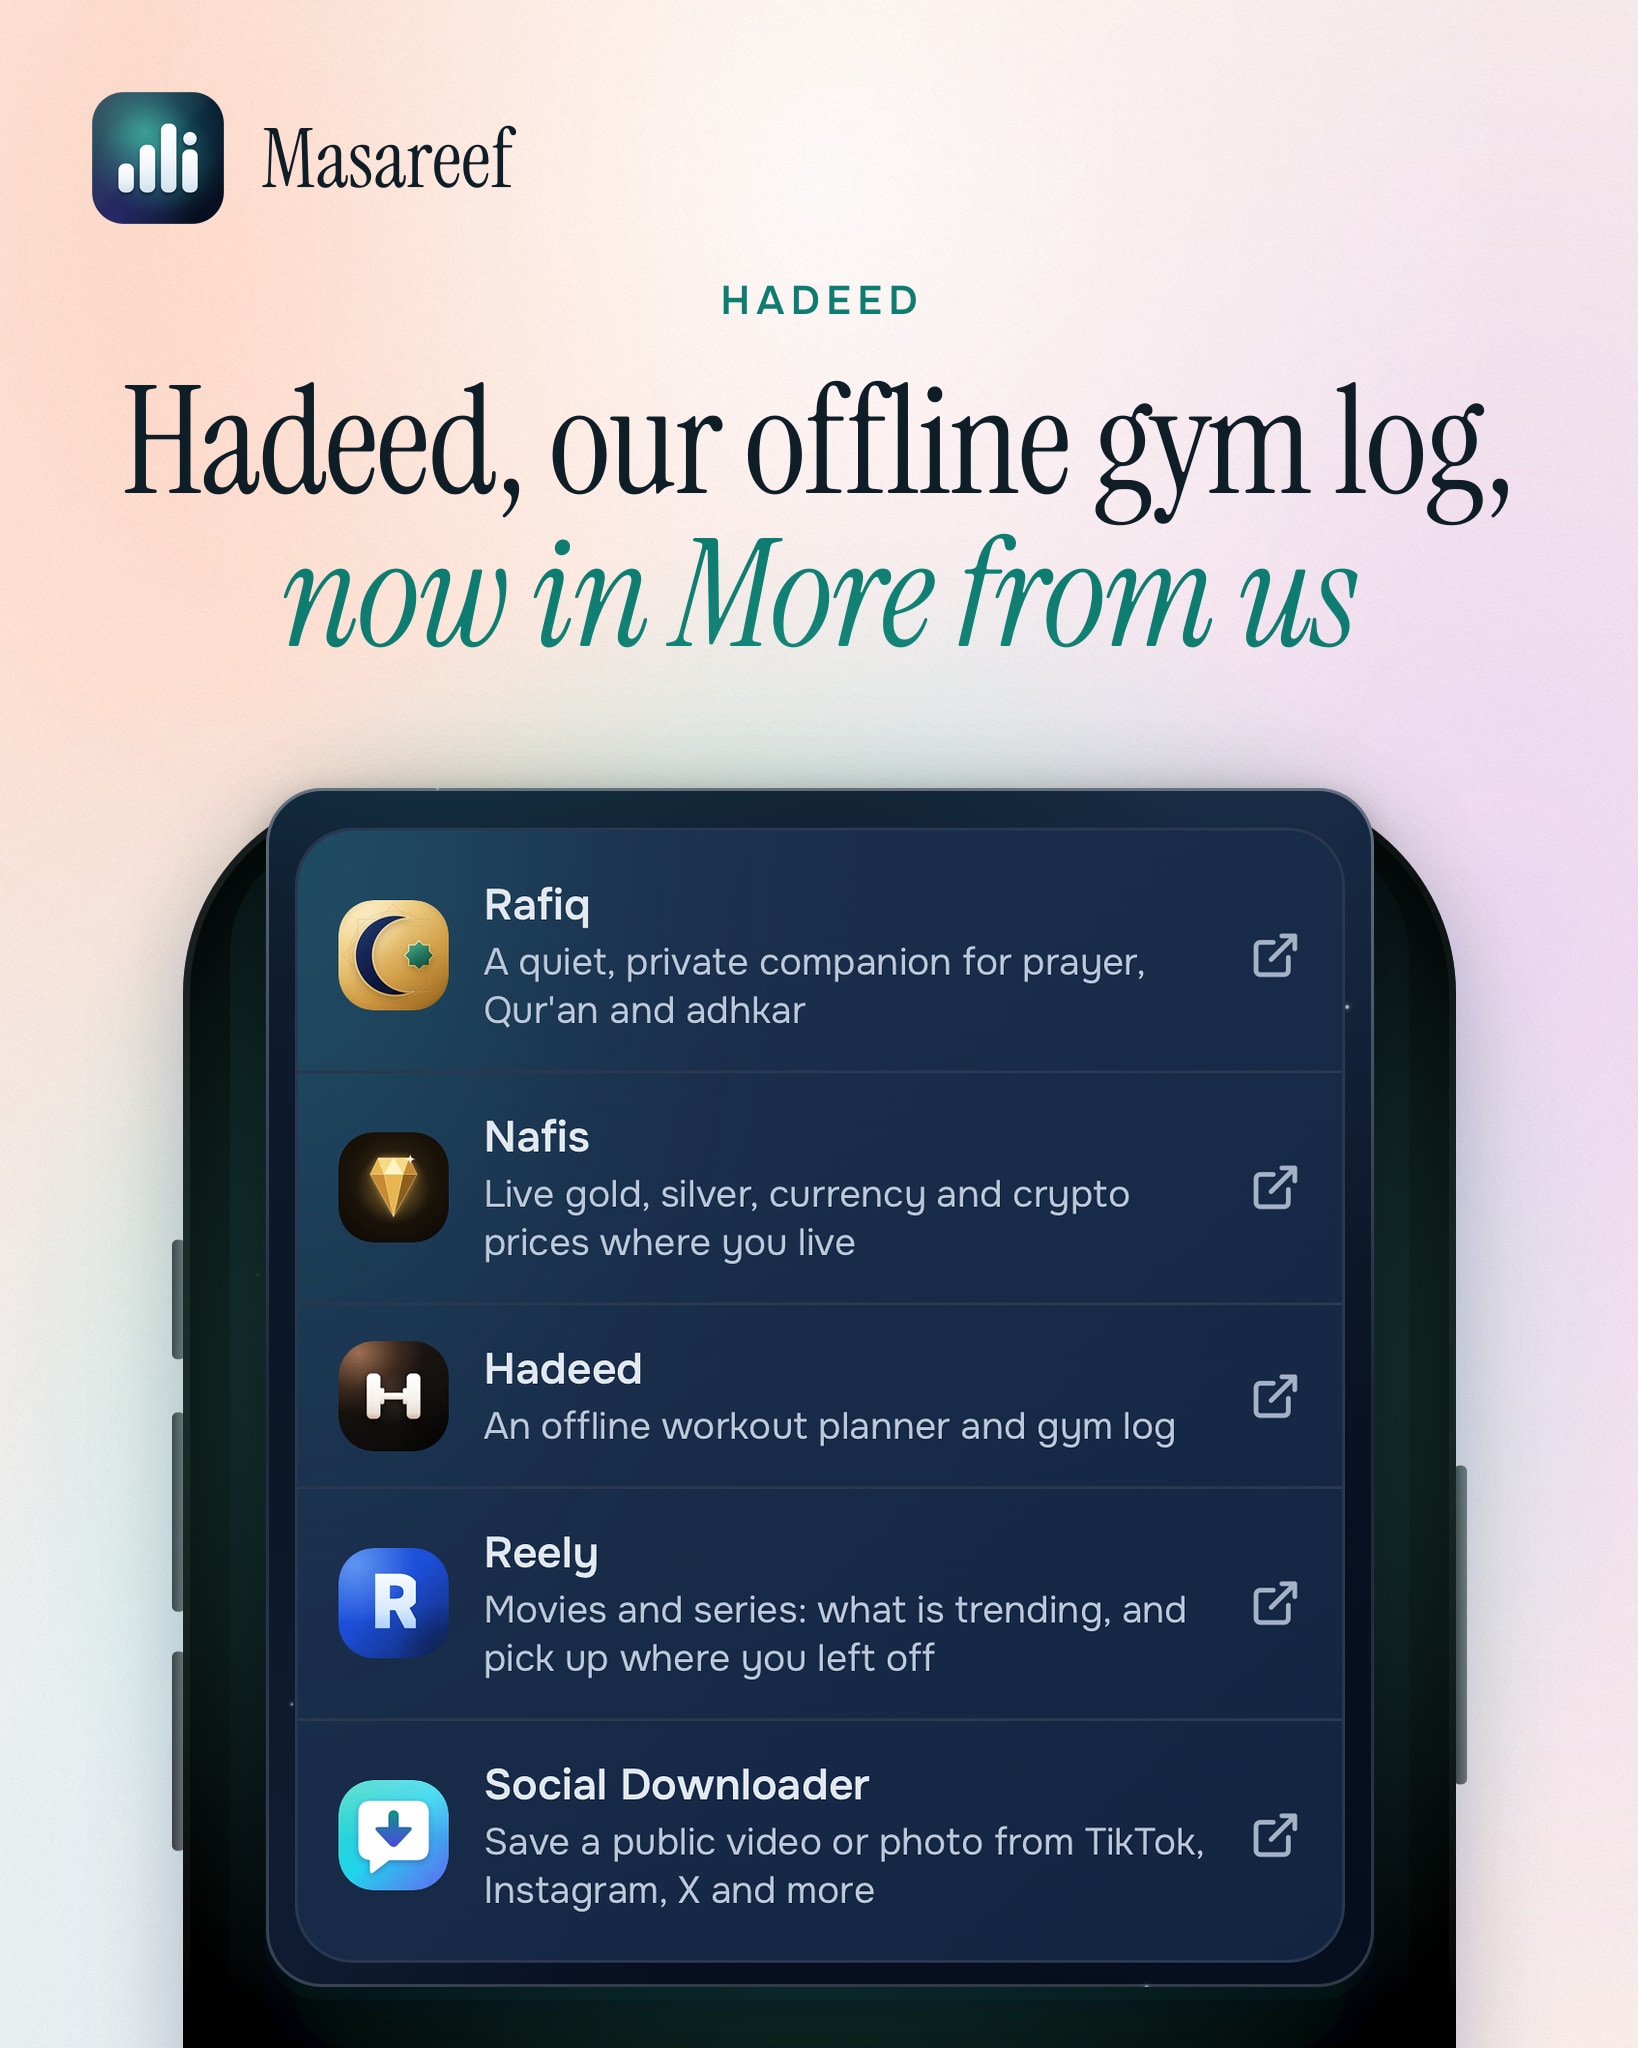 Masareef
HADEED
Hadeed, our offline gym log,
now in More from us
Rafiq
A quiet, private companion for prayer,
Qur'an and adhkar
Nafis
Live gold, silver, currency and crypto
prices where you live
Hadeed
An offline workout planner and gym log
R
Reely
Movies and series: what is trending, and
pick up where you left off
Social Downloader
Save a public video or photo from TikTok,
Instagram, X and more